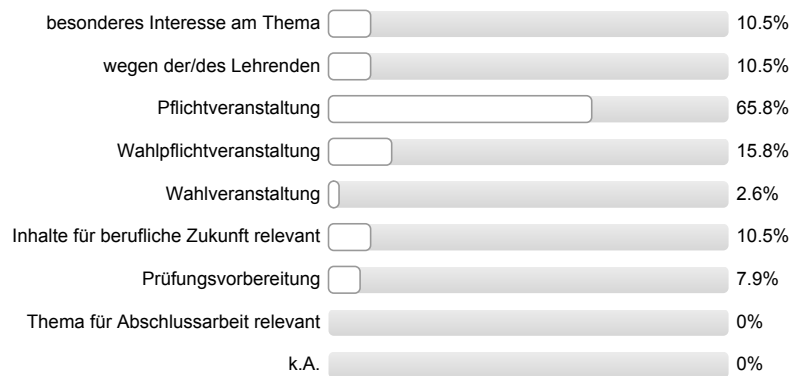 besonderes Interesse am Thema 10.5%
wegen der/des Lehrenden 10.5%
Pflichtveranstaltung 65.8%
Wahlpflichtveranstaltung 15.8%
Wahlveranstaltung 2.6%
Inhalte für berufliche Zukunft relevant 10.5%
Prüfungsvorbereitung 7.9%
Thema für Abschlussarbeit relevant 0%
k.A. 0%